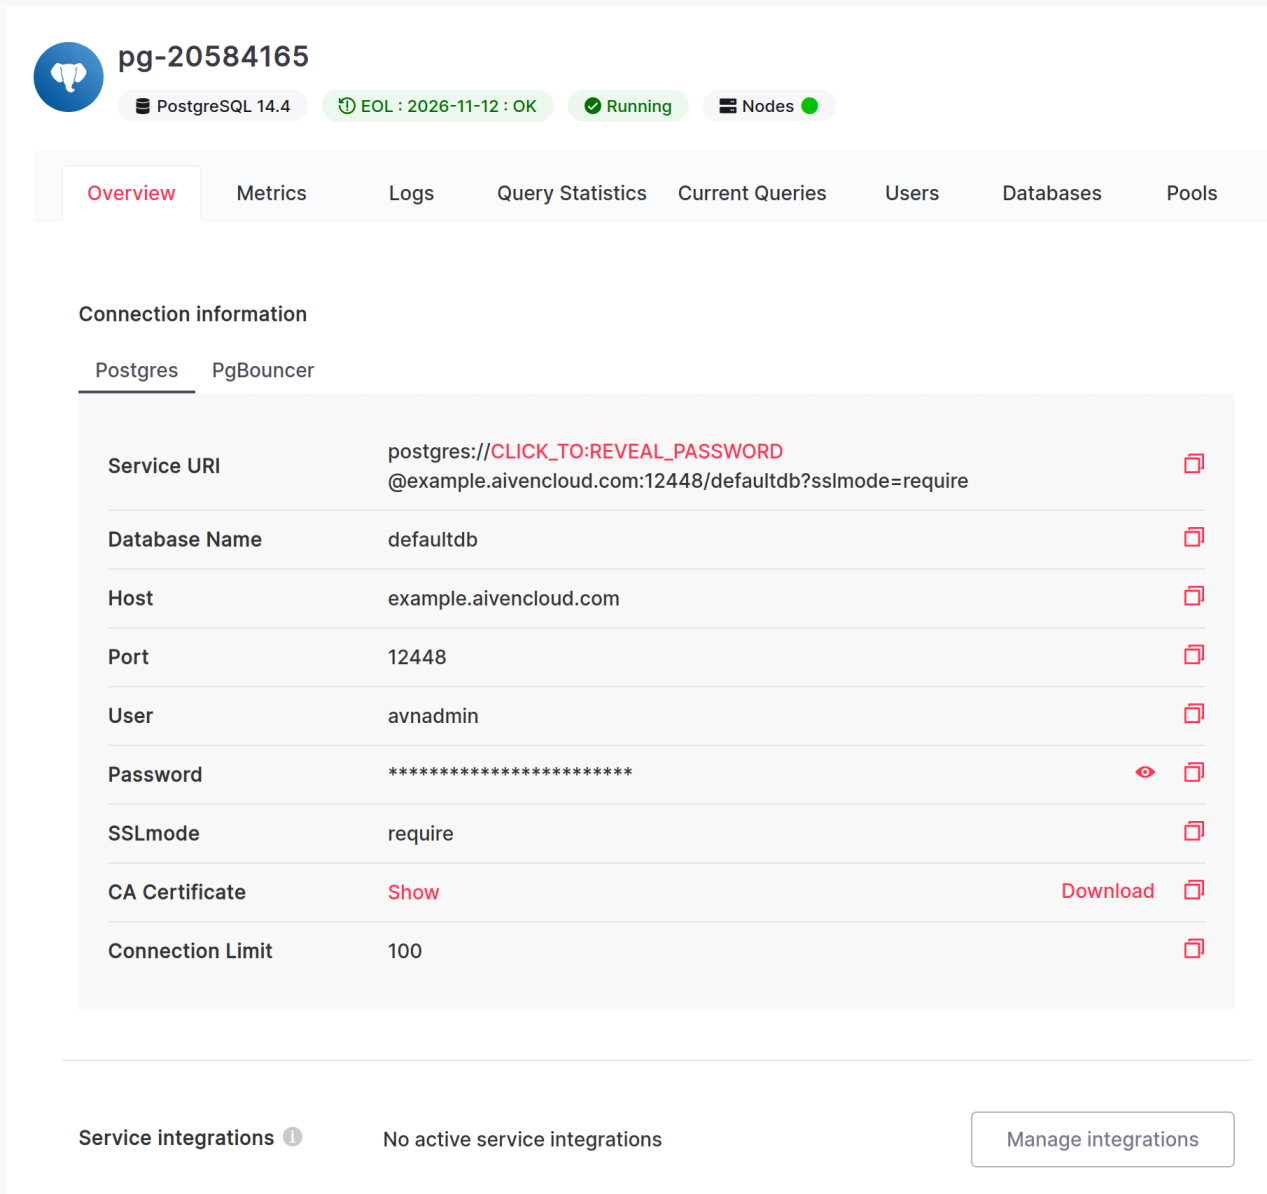 pg-20584165
PostgreSQL 14.4 EOL : 2026-11-12 : OK Running Nodes
Overview Metrics Logs Query Statistics Current Queries Users Databases Pools
Connection information
Postgres PgBouncer
Service URI postgres://CLICK_TO:REVEAL_PASSWORD
@example.aivencloud.com:12448/defaultdb?sslmode=require
Database Name defaultdb
Host example.aivencloud.com
Port 12448
User avnadmin
Password ************************
SSLmode require
CA Certificate Show Download
Connection Limit 100
Service integrations No active service integrations Manage integrations